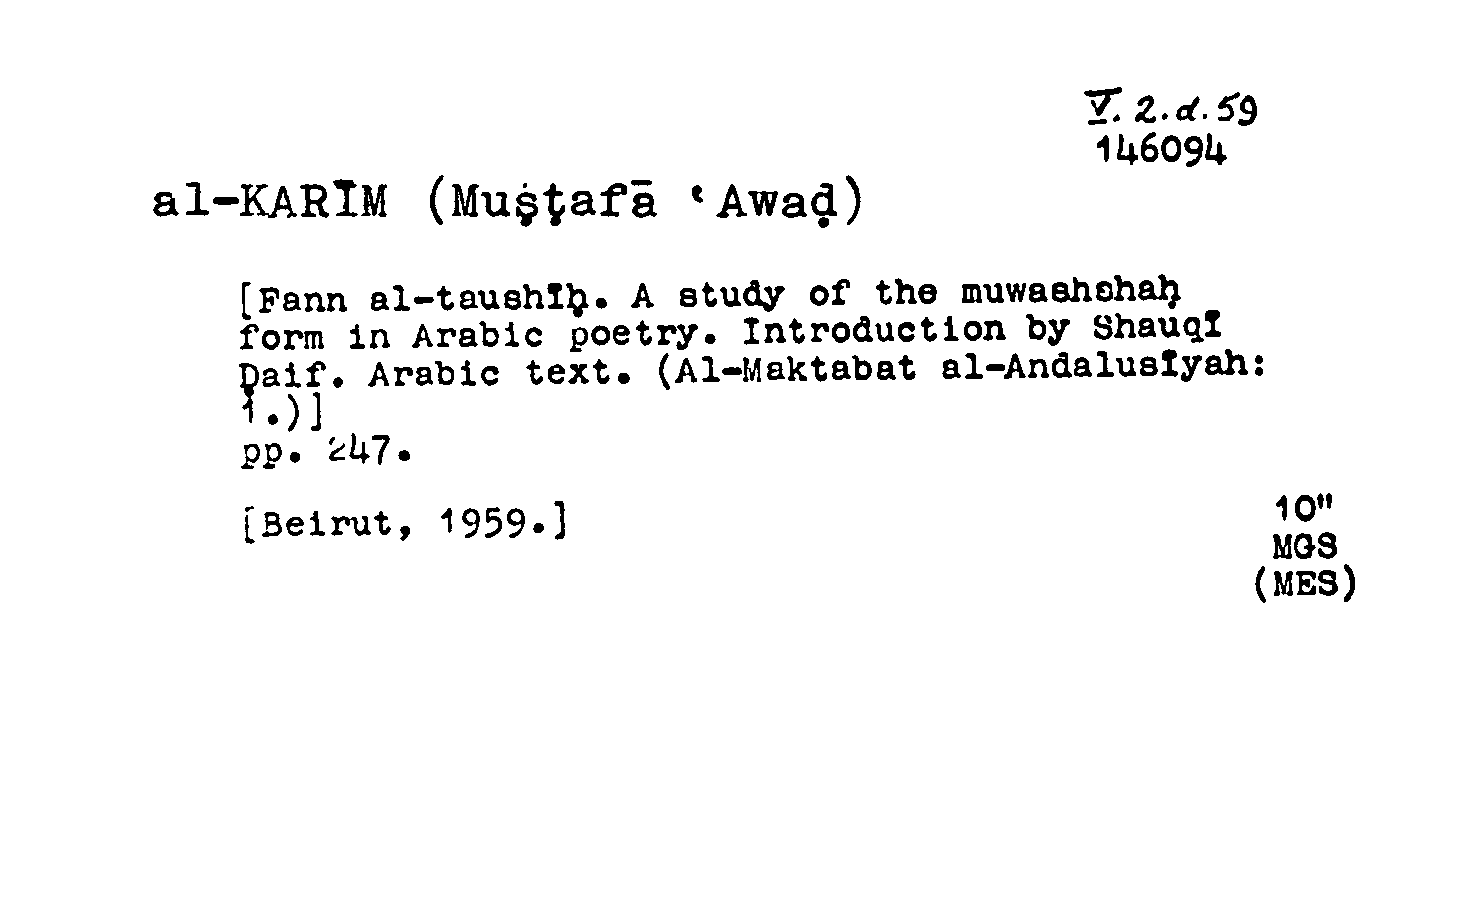 V. 2.d.59
146094
al-KARĪM (Muṣṭafā ‘Awaḍ)
[Fann al-taushīḥ. A study of the muwashshaḥ
form in Arabic poetry. Introduction by Shauqī
Ḍaif. Arabic text. (Al-Maktabat al-Andalusīyah:
1.)]
pp. 247.
[Beirut, 1959.]
10"
MGS
(MES)